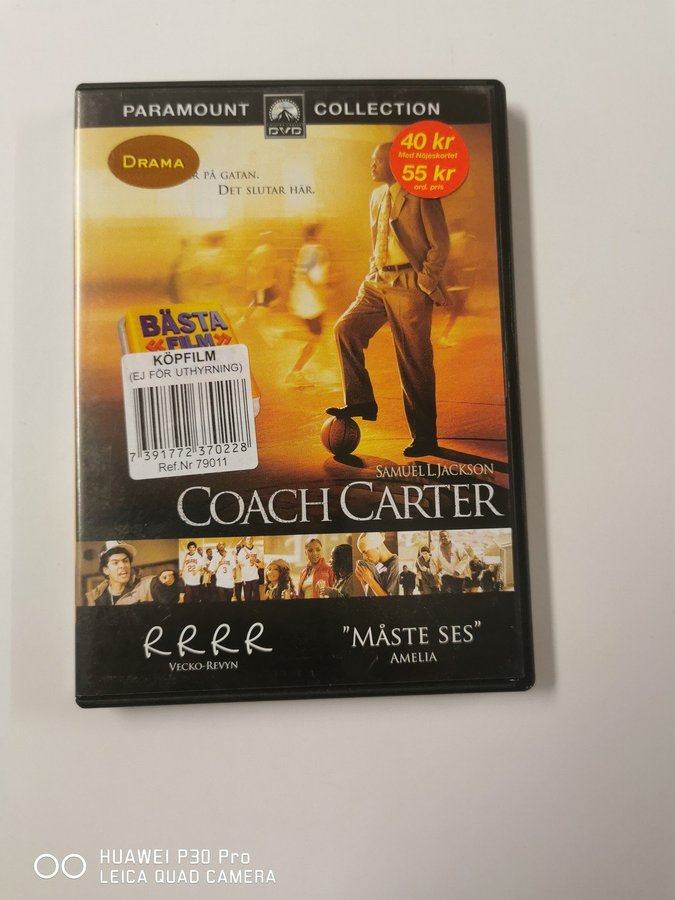 PARAMOUNT COLLECTION
DVD
DRAMA
40 kr
Med Nöjeskortet
55 kr
ord. pris
PÅ GATAN.
DET SLUTAR HÄR.
BÄSTA
«FILM»
KÖPFILM
(EJ FÖR UTHYRNING)
7 391772 370228
Ref.Nr 79011
SAMUEL L. JACKSON
COACH CARTER
22
3
R R R R
VECKO-REVYN
"MÅSTE SES"
AMELIA
HUAWEI P30 Pro
LEICA QUAD CAMERA